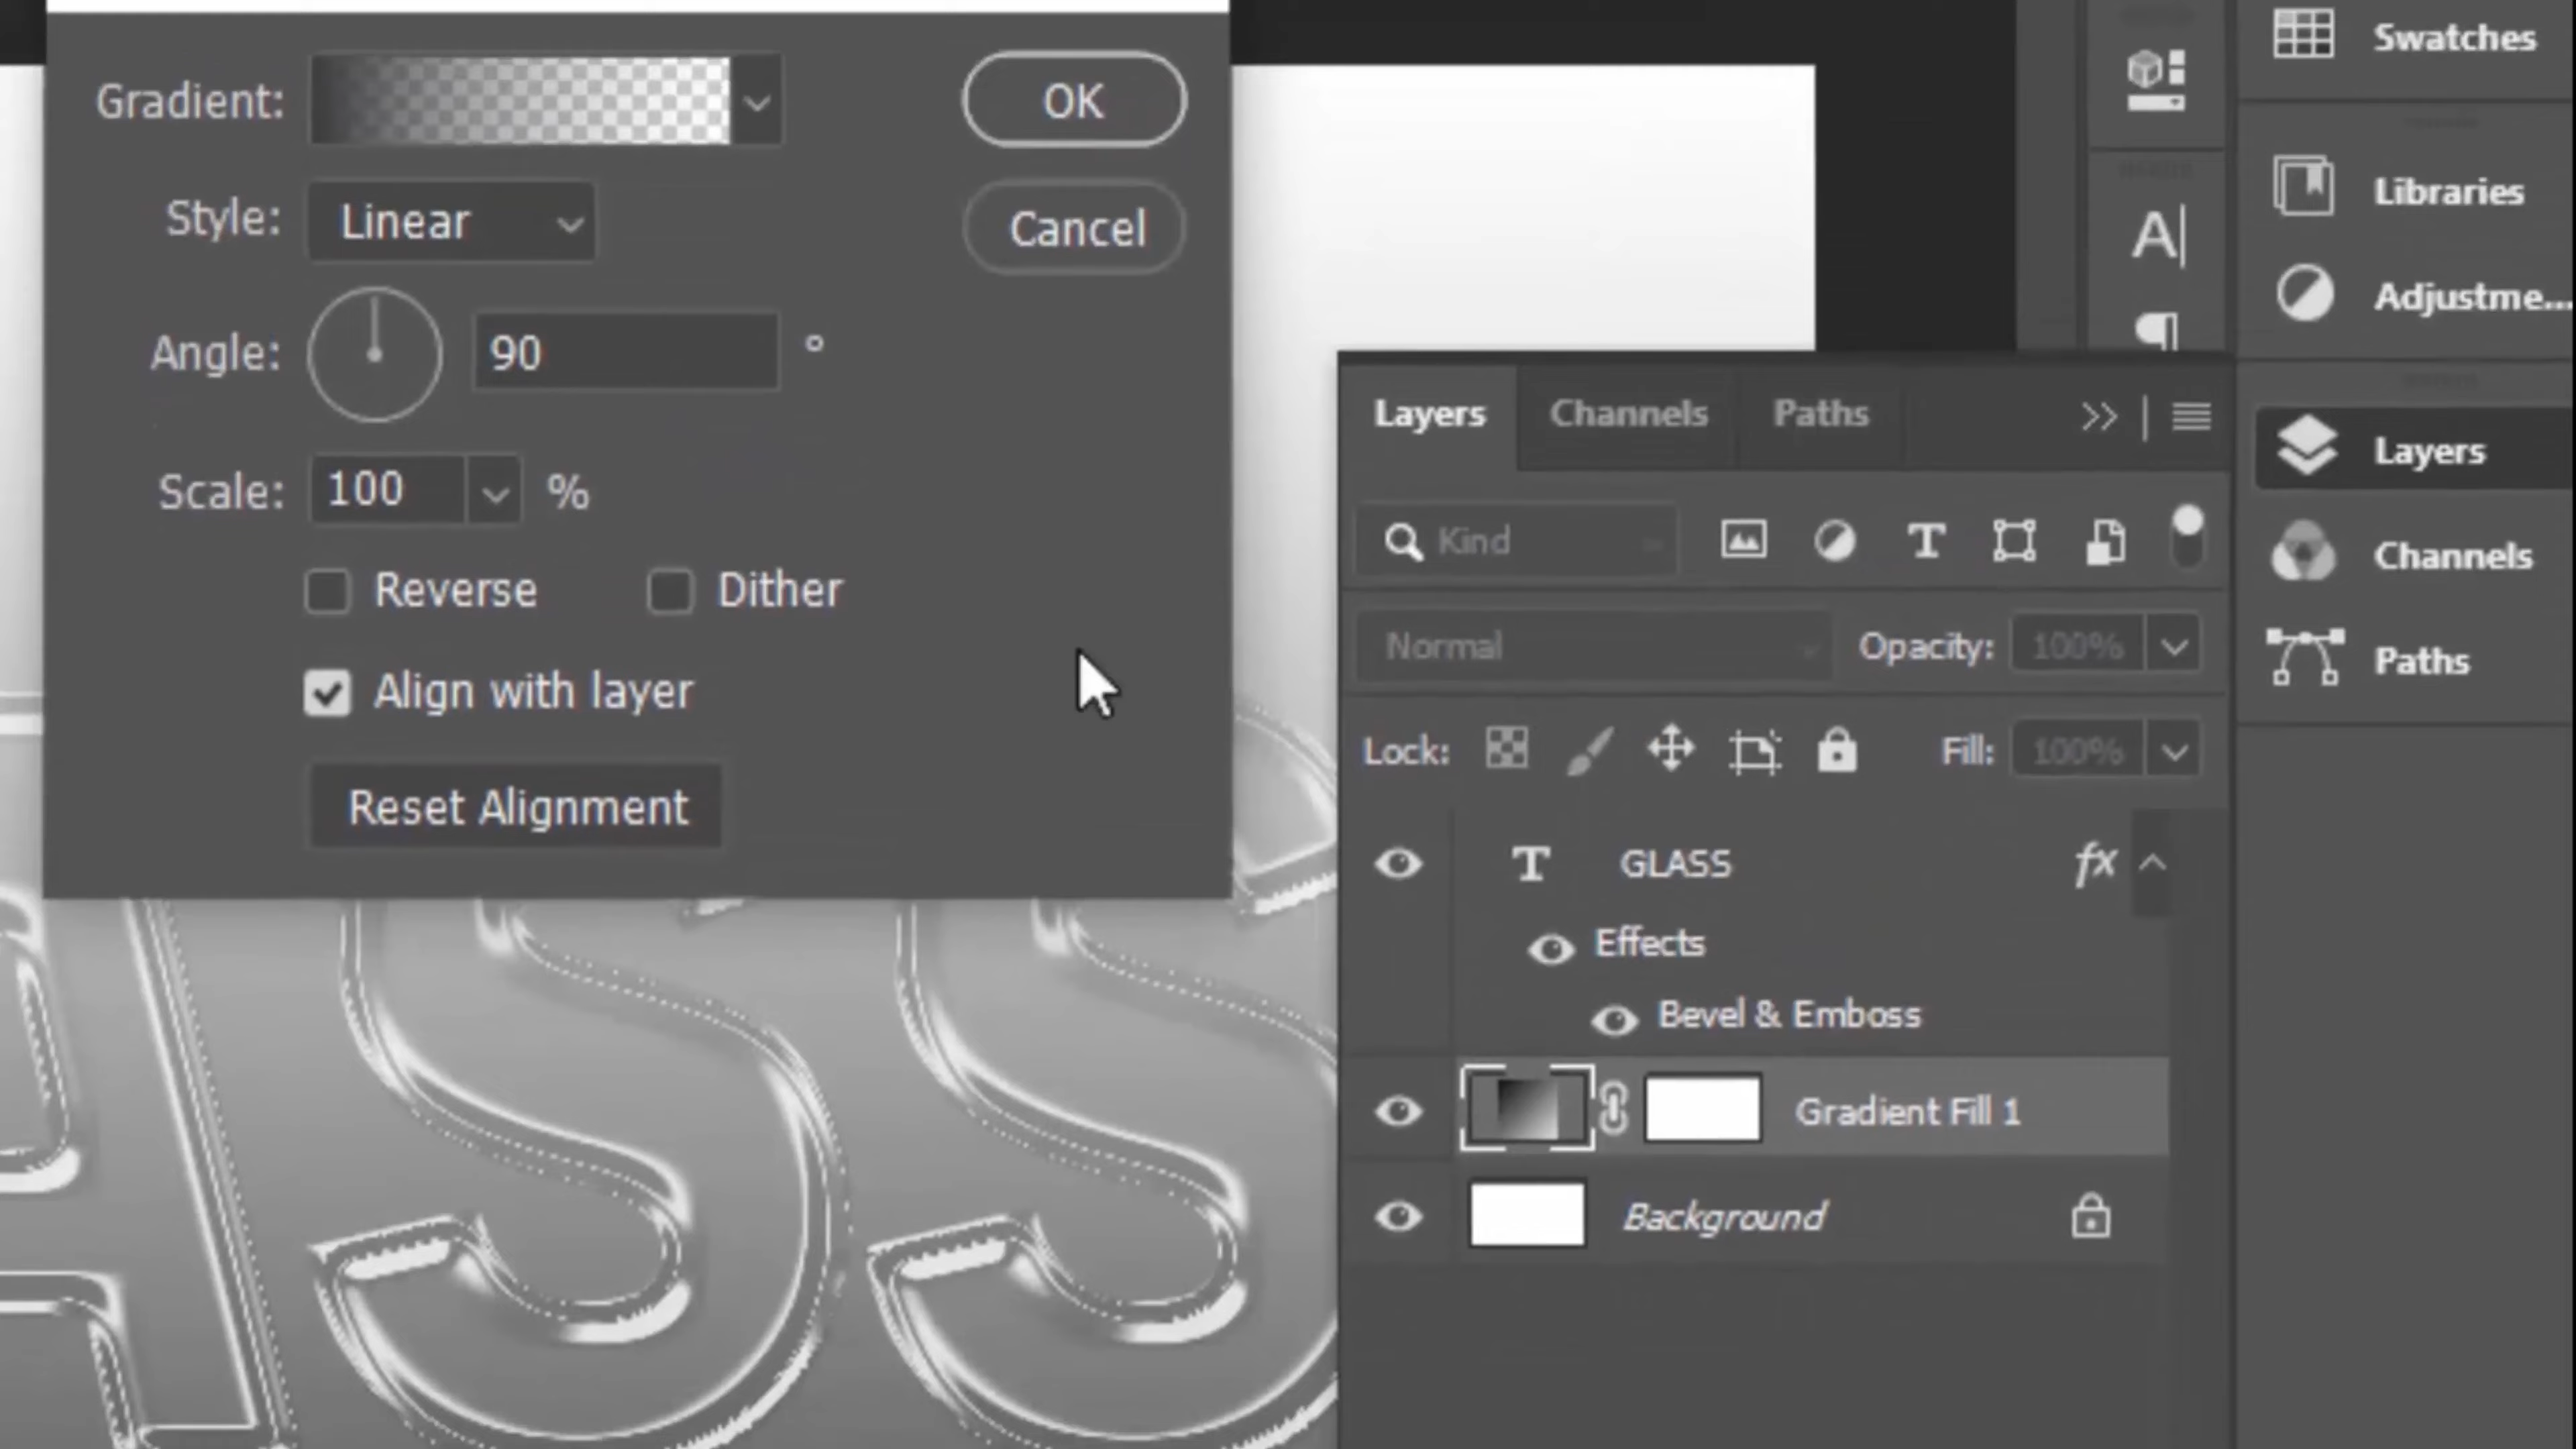 Gradient:
OK
Style: Linear
Cancel
Angle: 90 °
Scale: 100 %
Reverse Dither
Align with layer
Reset Alignment
ASS
Layers Channels Paths
Kind
Normal Opacity: 100%
Lock: Fill: 100%
GLASS fx
Effects
Bevel & Emboss
Gradient Fill 1
Background
Swatches
Libraries
Adjustme...
Layers
Channels
Paths